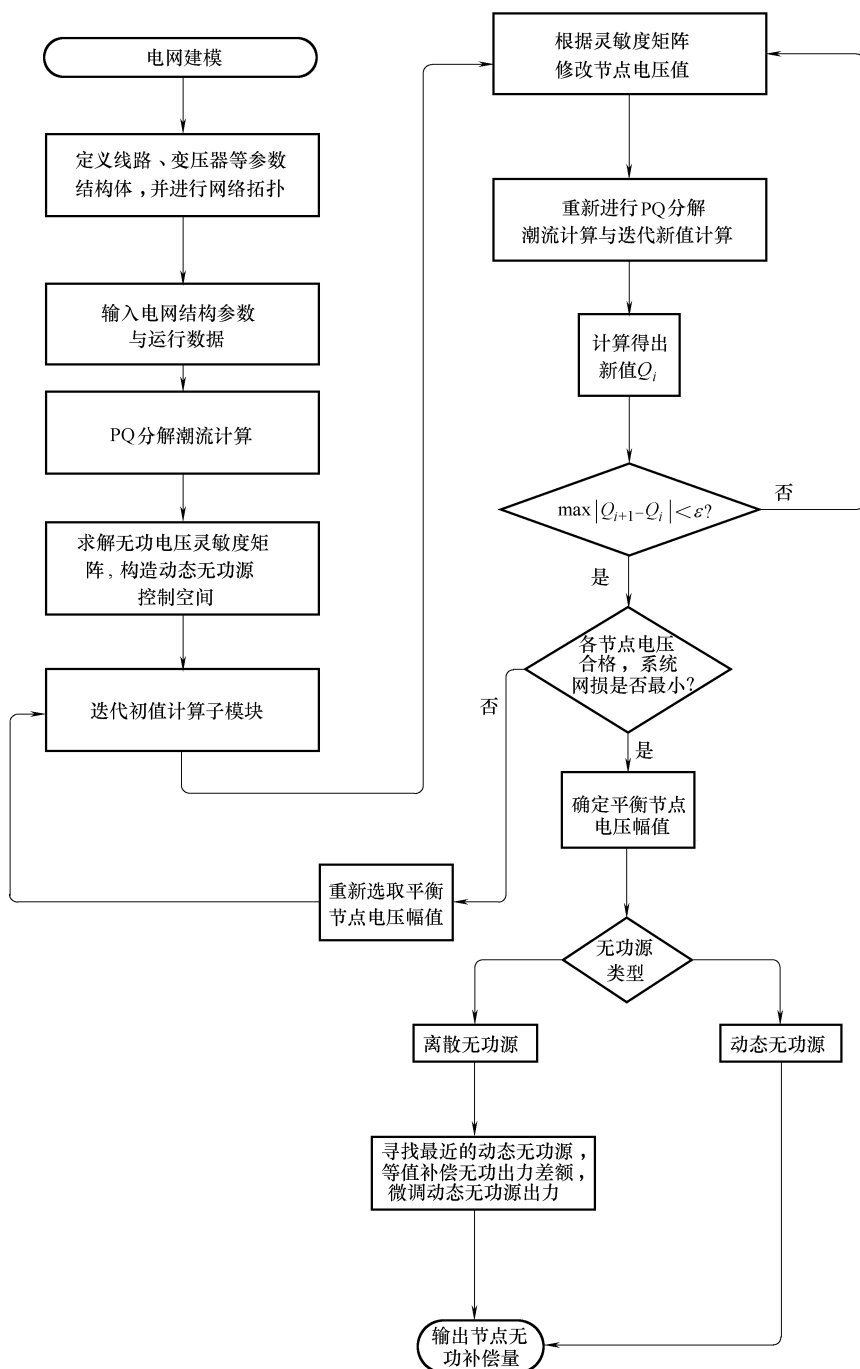 电网建模
定义线路、变压器等参数
结构体,并进行网络拓扑
输入电网结构参数
与运行数据
PQ分解潮流计算
求解无功电压灵敏度矩
阵,构造动态无功源
控制空间
迭代初值计算子模块
根据灵敏度矩阵
修改节点电压值
重新进行PQ分解
潮流计算与迭代新值计算
计算得出
新值Qi
max|Qi+1−Qi|<ε?
否
是
各节点电压
合格，系统
网损是否最小?
否
是
确定平衡节点
电压幅值
重新选取平衡
节点电压幅值
无功源
类型
离散无功源
动态无功源
寻找最近的动态无功源，
等值补偿无功出力差额，
微调动态无功源出力
输出节点无
功补偿量